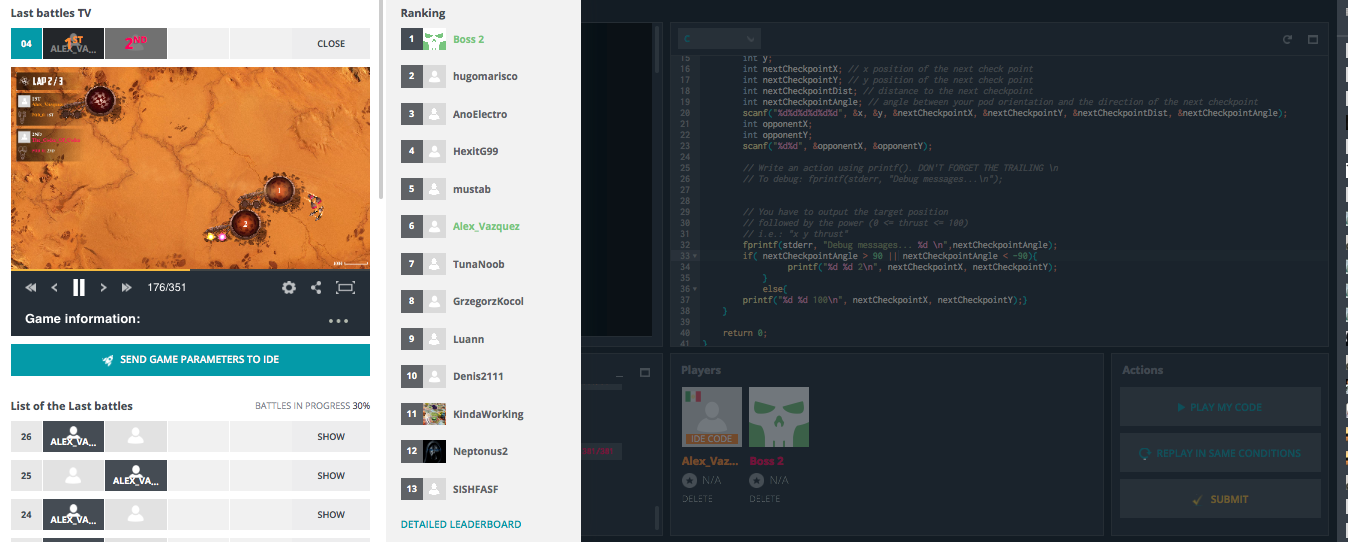 Last battles TV
04
1ST
ALEX_VA...
2ND
CLOSE
LAP 2 / 3
1ST
2ND
1
2
176/351
Game information:
SEND GAME PARAMETERS TO IDE
List of the Last battles
BATTLES IN PROGRESS 30%
26
ALEX_VA...
SHOW
25
ALEX_VA...
SHOW
24
ALEX_VA...
SHOW
Ranking
1 Boss 2
2 hugomarisco
3 AnoElectro
4 HexitG99
5 mustab
6 Alex_Vazquez
7 TunaNoob
8 GrzegorzKocol
9 Luann
10 Denis2111
11 KindaWorking
12 Neptonus2
13 SISHFASF
DETAILED LEADERBOARD
C
15 int y;
16 int nextCheckpointX; // x position of the next check point
17 int nextCheckpointY; // y position of the next check point
18 int nextCheckpointDist; // distance to the next checkpoint
19 int nextCheckpointAngle; // angle between your pod orientation and the direction of the next checkpoint
20 scanf("%d%d%d%d%d%d", &x, &y, &nextCheckpointX, &nextCheckpointY, &nextCheckpointDist, &nextCheckpointAngle);
21 int opponentX;
22 int opponentY;
23 scanf("%d%d", &opponentX, &opponentY);
24
25 // Write an action using printf(). DON'T FORGET THE TRAILING \n
26 // To debug: fprintf(stderr, "Debug messages...\n");
27
28
29 // You have to output the target position
30 // followed by the power (0 <= thrust <= 100)
31 // i.e.: "x y thrust"
32 fprintf(stderr, "Debug messages... %d \n",nextCheckpointAngle);
33 if( nextCheckpointAngle > 90 || nextCheckpointAngle < -90){
34 printf("%d %d 2\n", nextCheckpointX, nextCheckpointY);
35 }
36 else{
37 printf("%d %d 100\n", nextCheckpointX, nextCheckpointY);}
38 }
39
40 return 0;
41 }
Players
IDE CODE
Alex_Vaz...
N/A
DELETE
Boss 2
N/A
DELETE
Actions
PLAY MY CODE
REPLAY IN SAME CONDITIONS
SUBMIT